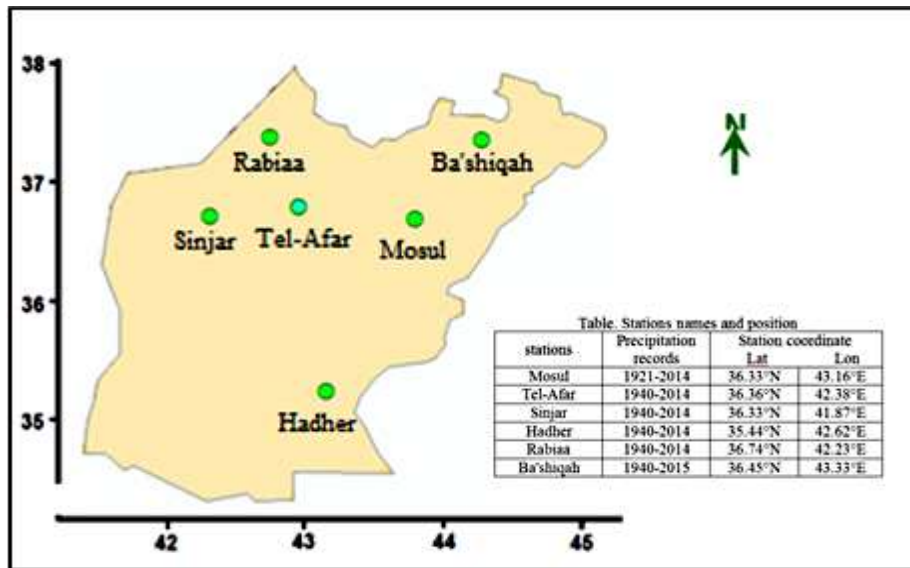 38
N
Rabiaa
Ba'shiqah
37
Sinjar
Tel-Afar
Mosul
36
35
Hadher
Table. Stations names and position
stations Precipitation records Station coordinate
Lat Lon
Mosul 1921-2014 36.33°N 43.16°E
Tel-Afar 1940-2014 36.36°N 42.38°E
Sinjar 1940-2014 36.33°N 41.87°E
Hadher 1940-2014 35.44°N 42.62°E
Rabiaa 1940-2014 36.74°N 42.23°E
Ba'shiqah 1940-2015 36.45°N 43.33°E
42 43 44 45